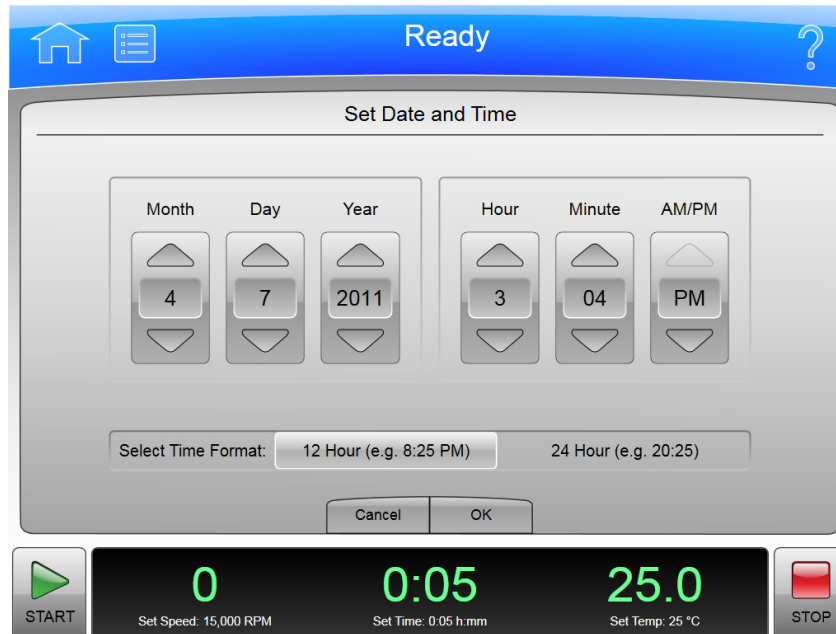 Ready
?
Set Date and Time
Month Day Year Hour Minute AM/PM
4 7 2011 3 04 PM
Select Time Format: 12 Hour (e.g. 8:25 PM) 24 Hour (e.g. 20:25)
Cancel OK
0 0:05 25.0
START Set Speed: 15,000 RPM Set Time: 0:05 h:mm Set Temp: 25 °C STOP